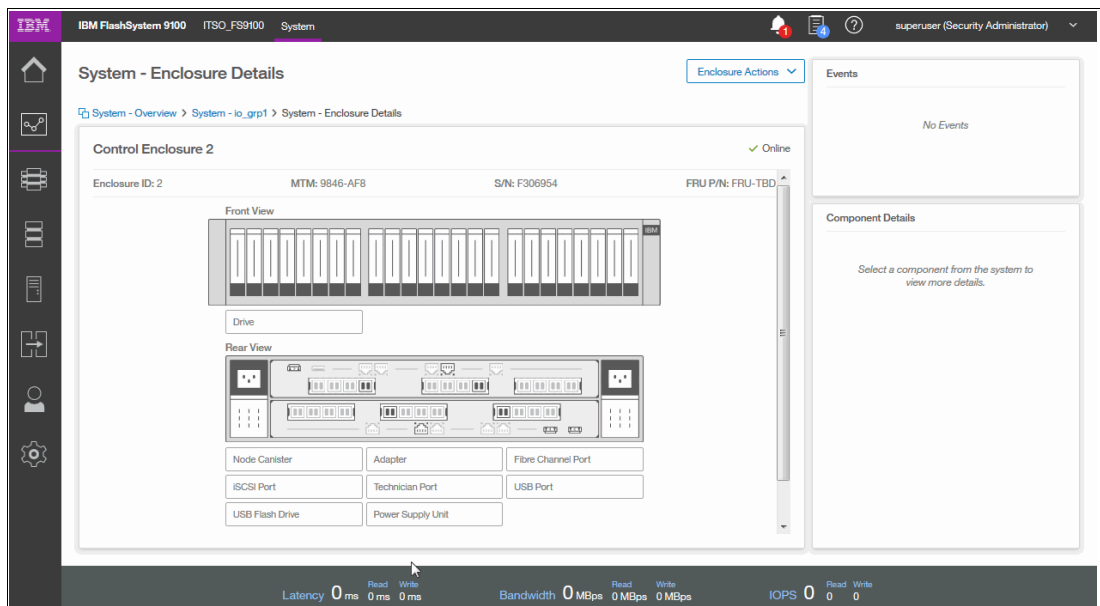 IBM
IBM FlashSystem 9100 ITSO_FS9100 System
1
4
superuser (Security Administrator)
System - Enclosure Details
Enclosure Actions
System - Overview > System - io_grp1 > System - Enclosure Details
Control Enclosure 2
Online
Enclosure ID: 2 MTM: 9846-AF8 S/N: F306954 FRU P/N: FRU-TBD
Front View
IBM
Drive
Rear View
Node Canister Adapter Fibre Channel Port
iSCSI Port Technician Port USB Port
USB Flash Drive Power Supply Unit
Events
No Events
Component Details
Select a component from the system to
view more details.
Read Write Read Write Read Write
Latency 0 ms 0 ms 0 ms Bandwidth 0 MBps 0 MBps 0 MBps IOPS 0 0 0